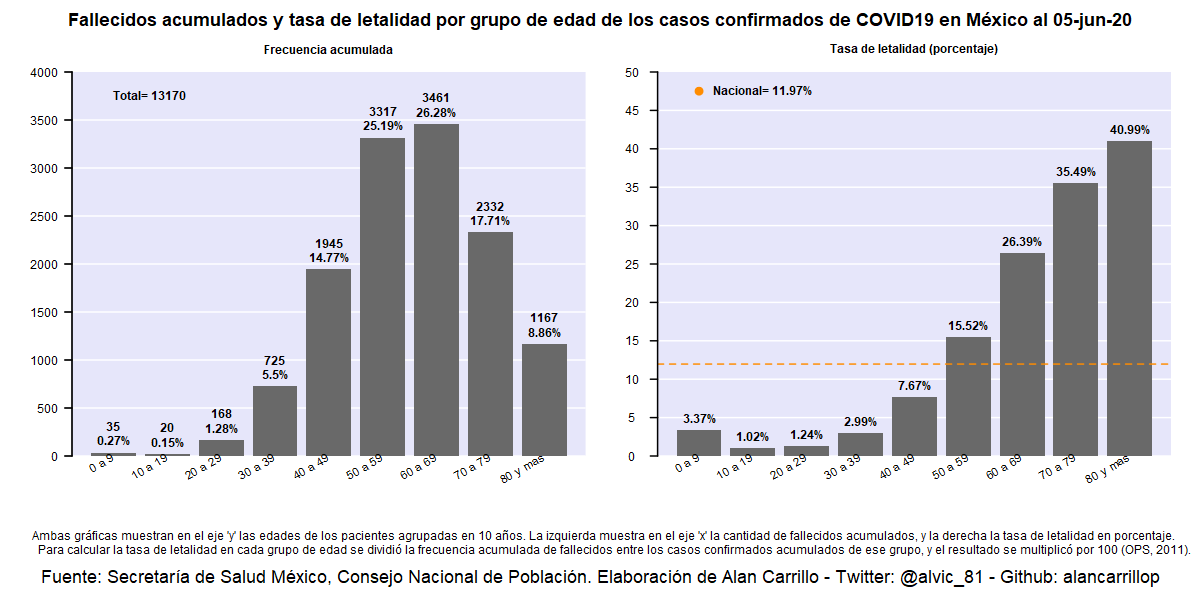 Fallecidos acumulados y tasa de letalidad por grupo de edad de los casos confirmados de COVID19 en México al 05-jun-20
Frecuencia acumulada
4000
3500
3000
2500
2000
1500
1000
500
0
Total= 13170
35
0.27%
20
0.15%
168
1.28%
725
5.5%
1945
14.77%
3317
25.19%
3461
26.28%
2332
17.71%
1167
8.86%
0 a 9
10 a 19
20 a 29
30 a 39
40 a 49
50 a 59
60 a 69
70 a 79
80 y mas
Tasa de letalidad (porcentaje)
50
45
40
35
30
25
20
15
10
5
0
Nacional= 11.97%
3.37%
1.02%
1.24%
2.99%
7.67%
15.52%
26.39%
35.49%
40.99%
0 a 9
10 a 19
20 a 29
30 a 39
40 a 49
50 a 59
60 a 69
70 a 79
80 y mas
Ambas gráficas muestran en el eje 'y' las edades de los pacientes agrupadas en 10 años. La izquierda muestra en el eje 'x' la cantidad de fallecidos acumulados, y la derecha la tasa de letalidad en porcentaje.
Para calcular la tasa de letalidad en cada grupo de edad se dividió la frecuencia acumulada de fallecidos entre los casos confirmados acumulados de ese grupo, y el resultado se multiplicó por 100 (OPS, 2011).
Fuente: Secretaría de Salud México, Consejo Nacional de Población. Elaboración de Alan Carrillo - Twitter: @alvic_81 - Github: alancarrillop